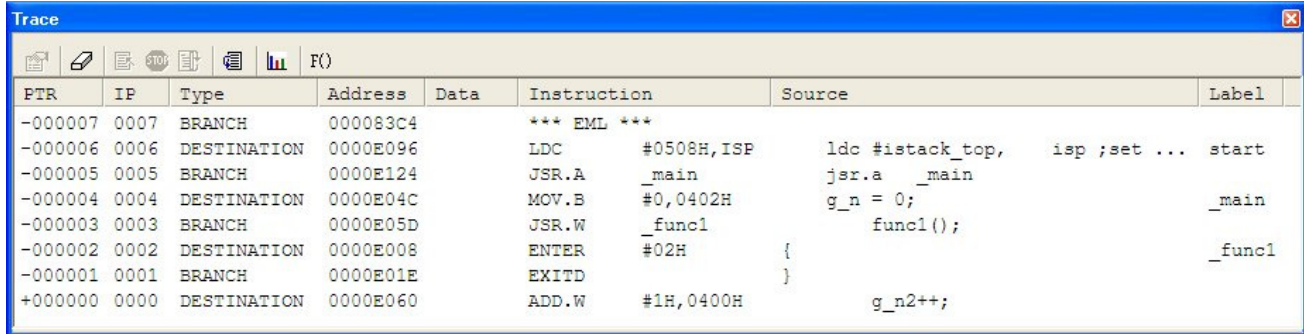 Trace
STOP F()
PTR IP Type Address Data Instruction Source Label
-000007 0007 BRANCH 000083C4 *** EML ***
-000006 0006 DESTINATION 0000E096 LDC #0508H,ISP ldc #istack_top, isp ;set ... start
-000005 0005 BRANCH 0000E124 JSR.A _main jsr.a _main
-000004 0004 DESTINATION 0000E04C MOV.B #0,0402H g_n = 0; _main
-000003 0003 BRANCH 0000E05D JSR.W _func1 func1();
-000002 0002 DESTINATION 0000E008 ENTER #02H { _func1
-000001 0001 BRANCH 0000E01E EXITD }
+000000 0000 DESTINATION 0000E060 ADD.W #1H,0400H g_n2++;